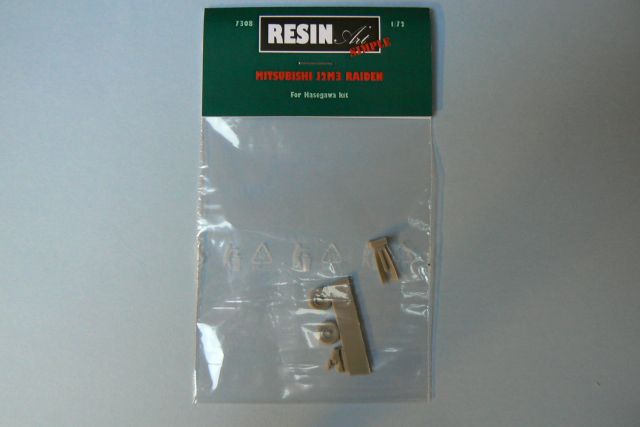 7308
1:72
RESIN Art
SIMPLE
MITSUBISHI J2M3 RAIDEN
For Hasegawa kit